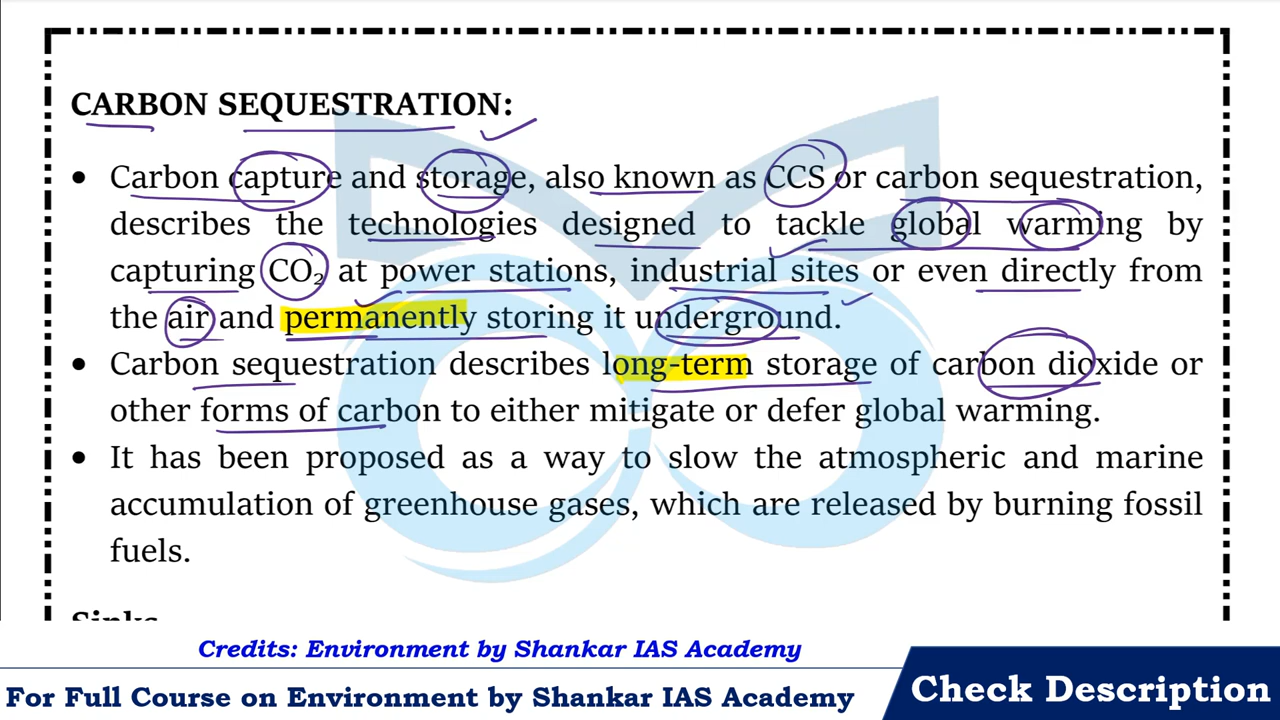 CARBON SEQUESTRATION:
• Carbon capture and storage, also known as CCS or carbon sequestration,
describes the technologies designed to tackle global warming by
capturing CO₂ at power stations, industrial sites or even directly from
the air and permanently storing it underground.
• Carbon sequestration describes long-term storage of carbon dioxide or
other forms of carbon to either mitigate or defer global warming.
• It has been proposed as a way to slow the atmospheric and marine
accumulation of greenhouse gases, which are released by burning fossil
fuels.
Sinks
Credits: Environment by Shankar IAS Academy
For Full Course on Environment by Shankar IAS Academy
Check Description